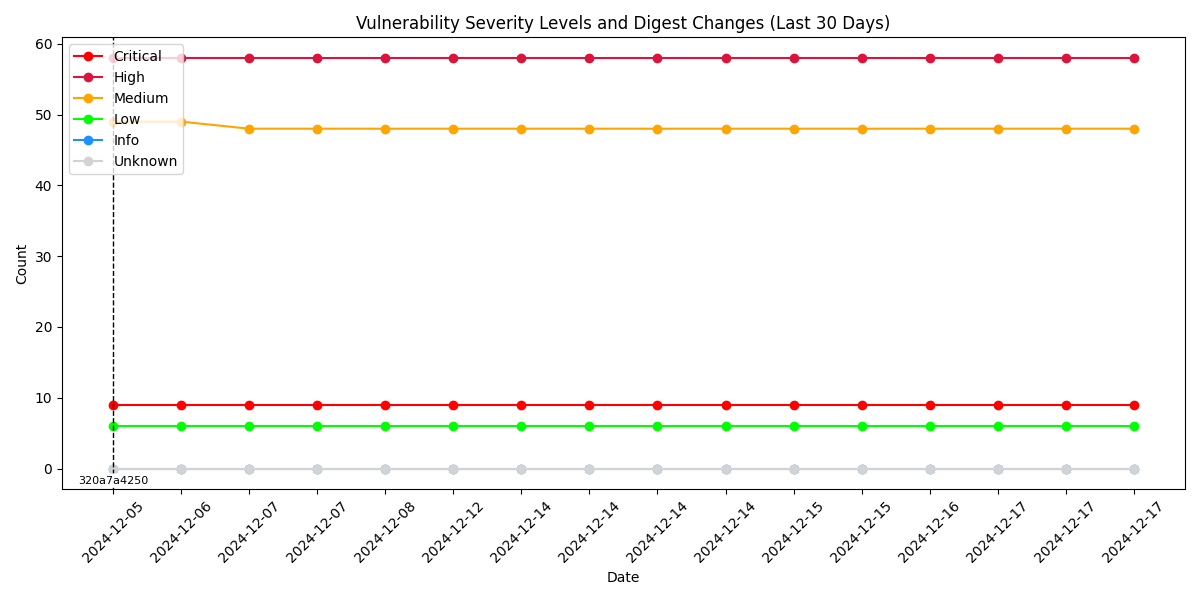 Vulnerability Severity Levels and Digest Changes (Last 30 Days)
60
50
40
30
20
10
0
Count
Critical
High
Medium
Low
Info
Unknown
320a7a4250
2024-12-05
2024-12-06
2024-12-07
2024-12-07
2024-12-08
2024-12-12
2024-12-14
2024-12-14
2024-12-14
2024-12-14
2024-12-15
2024-12-15
2024-12-16
2024-12-17
2024-12-17
2024-12-17
Date